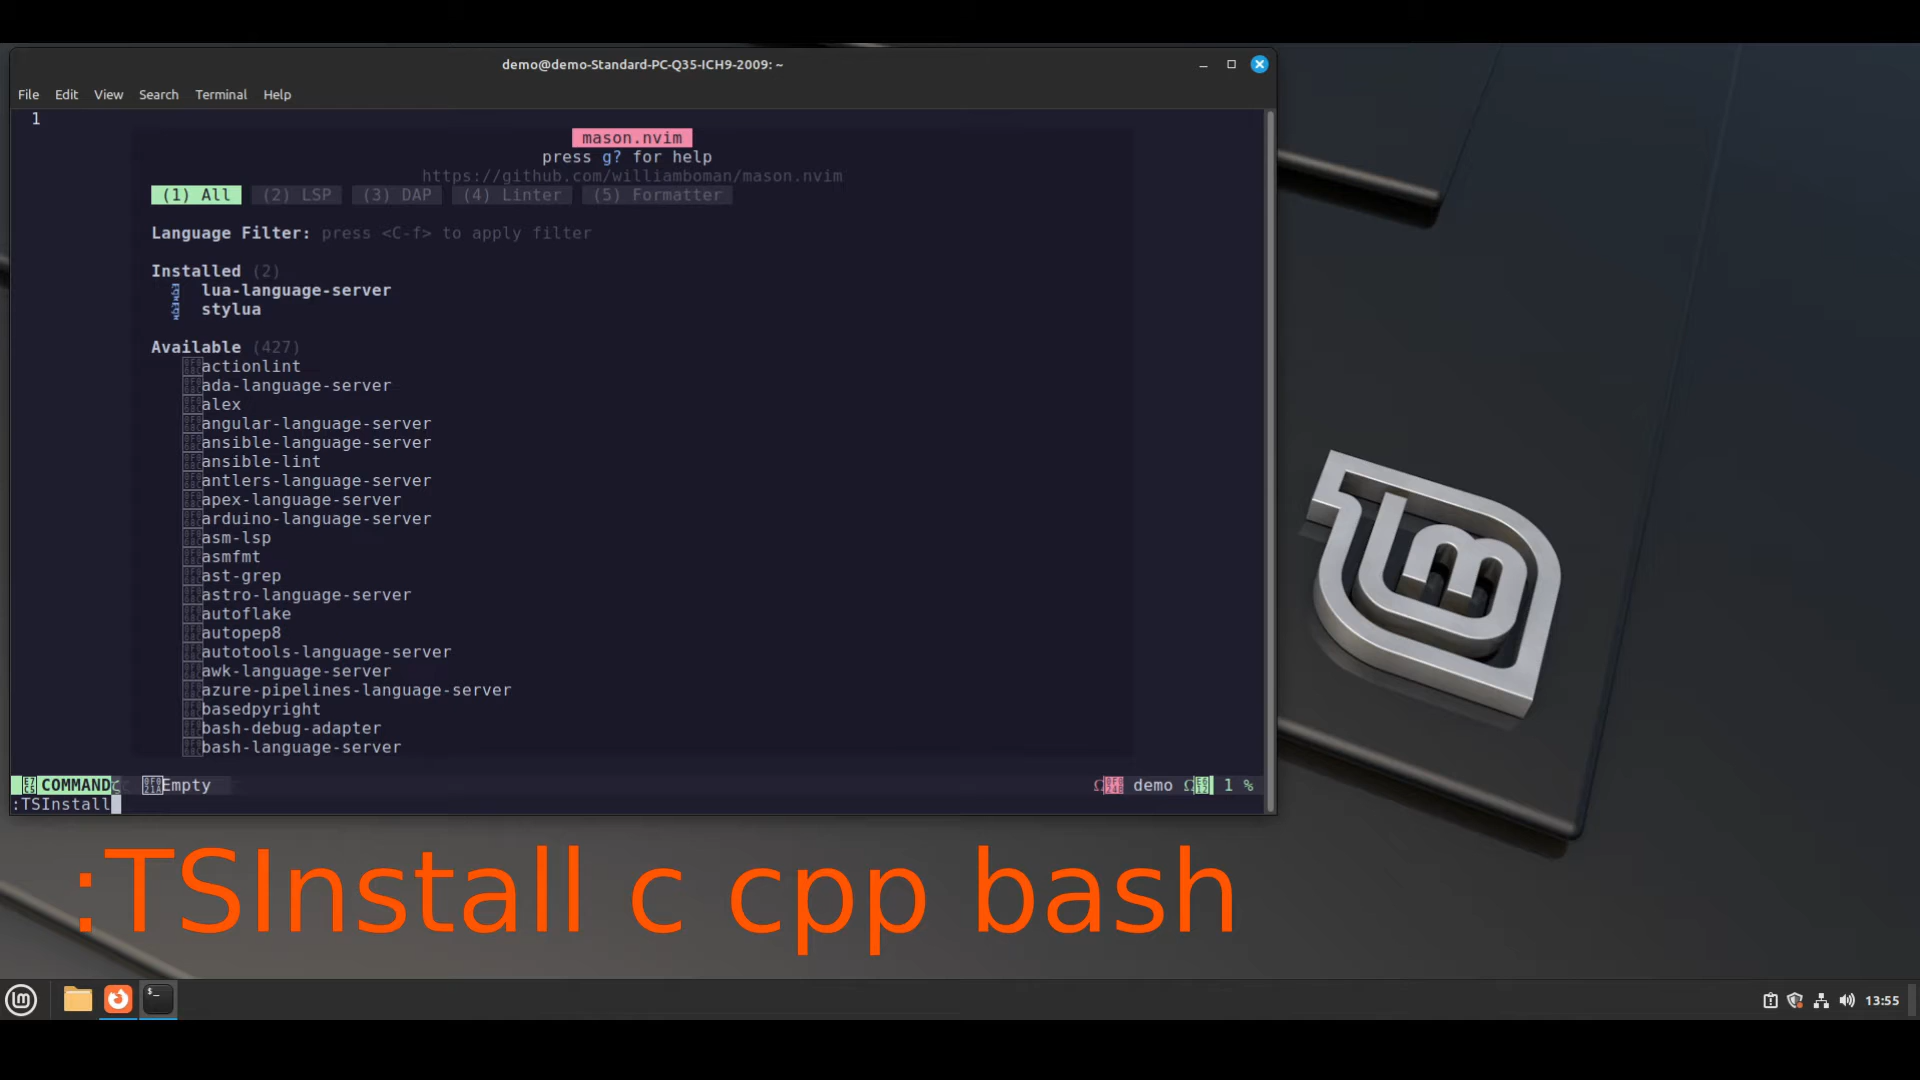 demo@demo-Standard-PC-Q35-ICH9-2009: ~
File Edit View Search Terminal Help
1
mason.nvim
press g? for help
https://github.com/williamboman/mason.nvim
(1) All (2) LSP (3) DAP (4) Linter (5) Formatter
Language Filter: press <C-f> to apply filter
Installed (2)
lua-language-server
stylua
Available (427)
actionlint
ada-language-server
alex
angular-language-server
ansible-language-server
ansible-lint
antlers-language-server
apex-language-server
arduino-language-server
asm-lsp
asmfmt
ast-grep
astro-language-server
autoflake
autopep8
autotools-language-server
awk-language-server
azure-pipelines-language-server
basedpyright
bash-debug-adapter
bash-language-server
COMMAND Empty demo 1 %
:TSInstall
:TSInstall c cpp bash
13:55